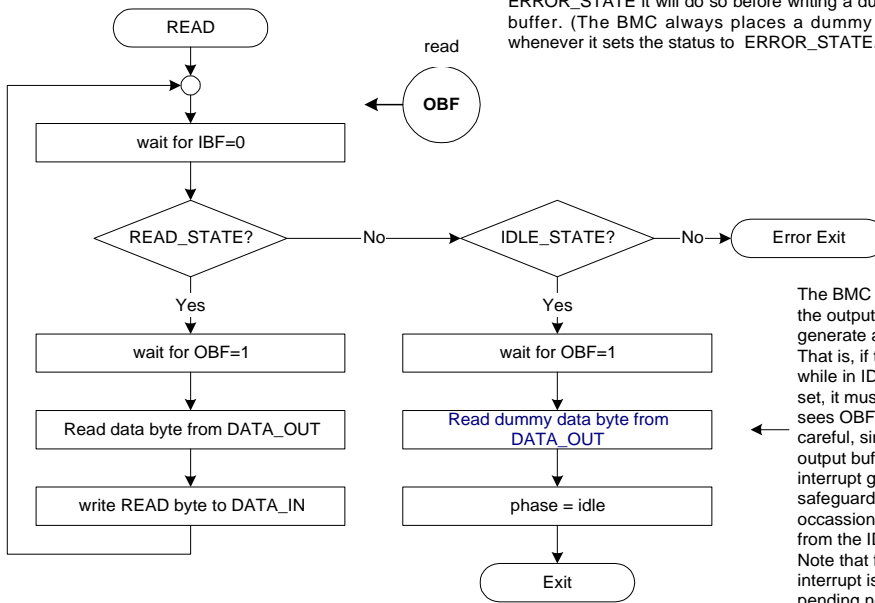 ERROR_STATE it will do so before writing a du
buffer. (The BMC always places a dummy
whenever it sets the status to ERROR_STATE.
READ
read
OBF
wait for IBF=0
READ_STATE?
No
IDLE_STATE?
No
Error Exit
Yes
Yes
wait for OBF=1
wait for OBF=1
Read data byte from DATA_OUT
Read dummy data byte from
DATA_OUT
write READ byte to DATA_IN
phase = idle
Exit
The BMC
the output
generate a
That is, if t
while in ID
set, it mus
sees OBF
careful, sin
output buf
interrupt g
safeguard
occassion
from the ID
Note that f
interrupt is
pending n